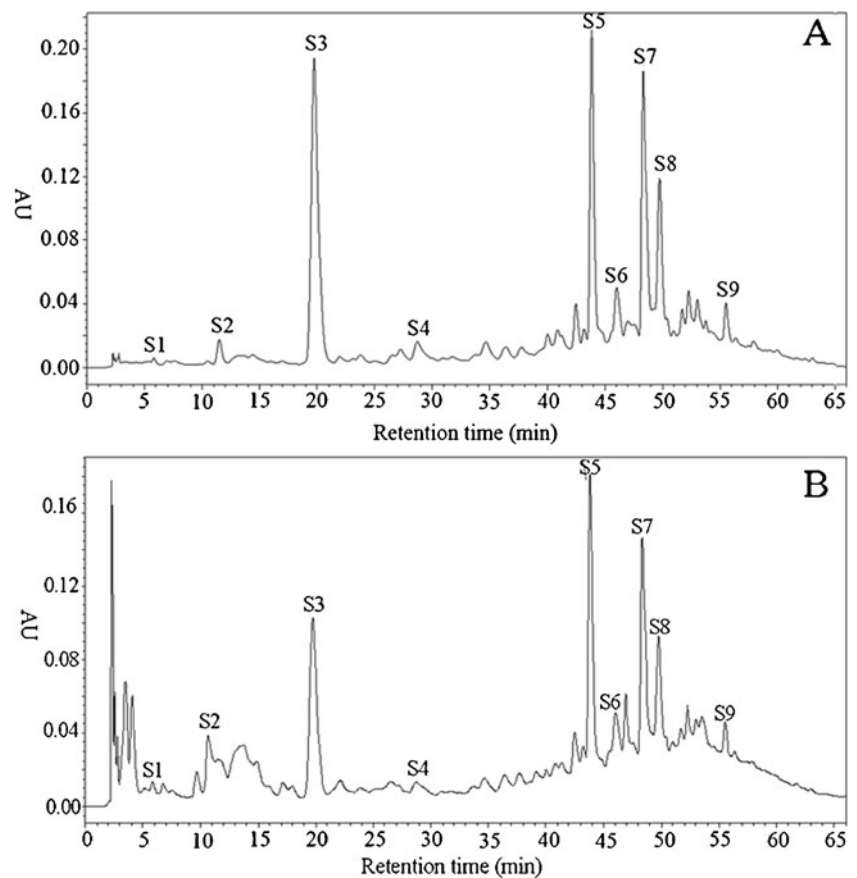 A
S5
S3
S7
0.20
0.16
S8
0.12
AU
0.08
S6
S9
0.04
S1 S2 S4
0.00
0 5 10 15 20 25 30 35 40 45 50 55 60 65
Retention time (min)
B
S5
0.16
S7
0.12
S3
S8
AU
0.08
S6
S2 S9
0.04
S1 S4
0.00
0 5 10 15 20 25 30 35 40 45 50 55 60 65
Retention time (min)